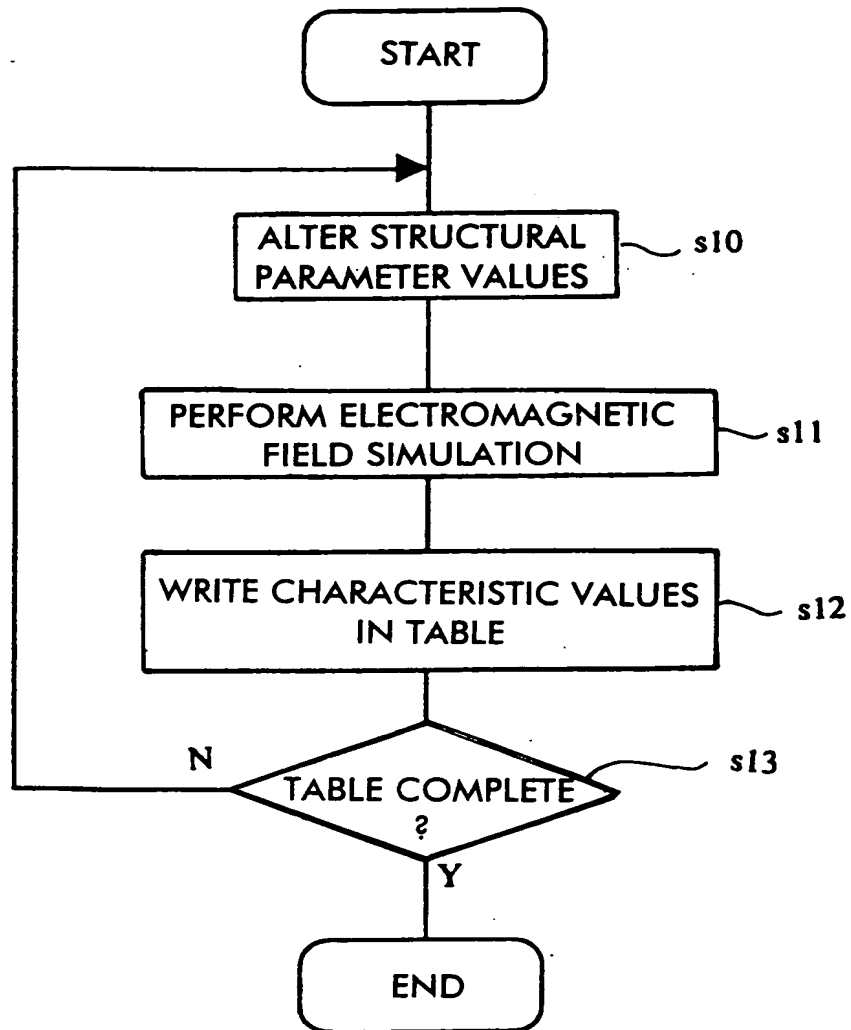 START
ALTER STRUCTURAL
PARAMETER VALUES
s10
PERFORM ELECTROMAGNETIC
FIELD SIMULATION
s11
WRITE CHARACTERISTIC VALUES
IN TABLE
s12
N
TABLE COMPLETE
?
s13
Y
END